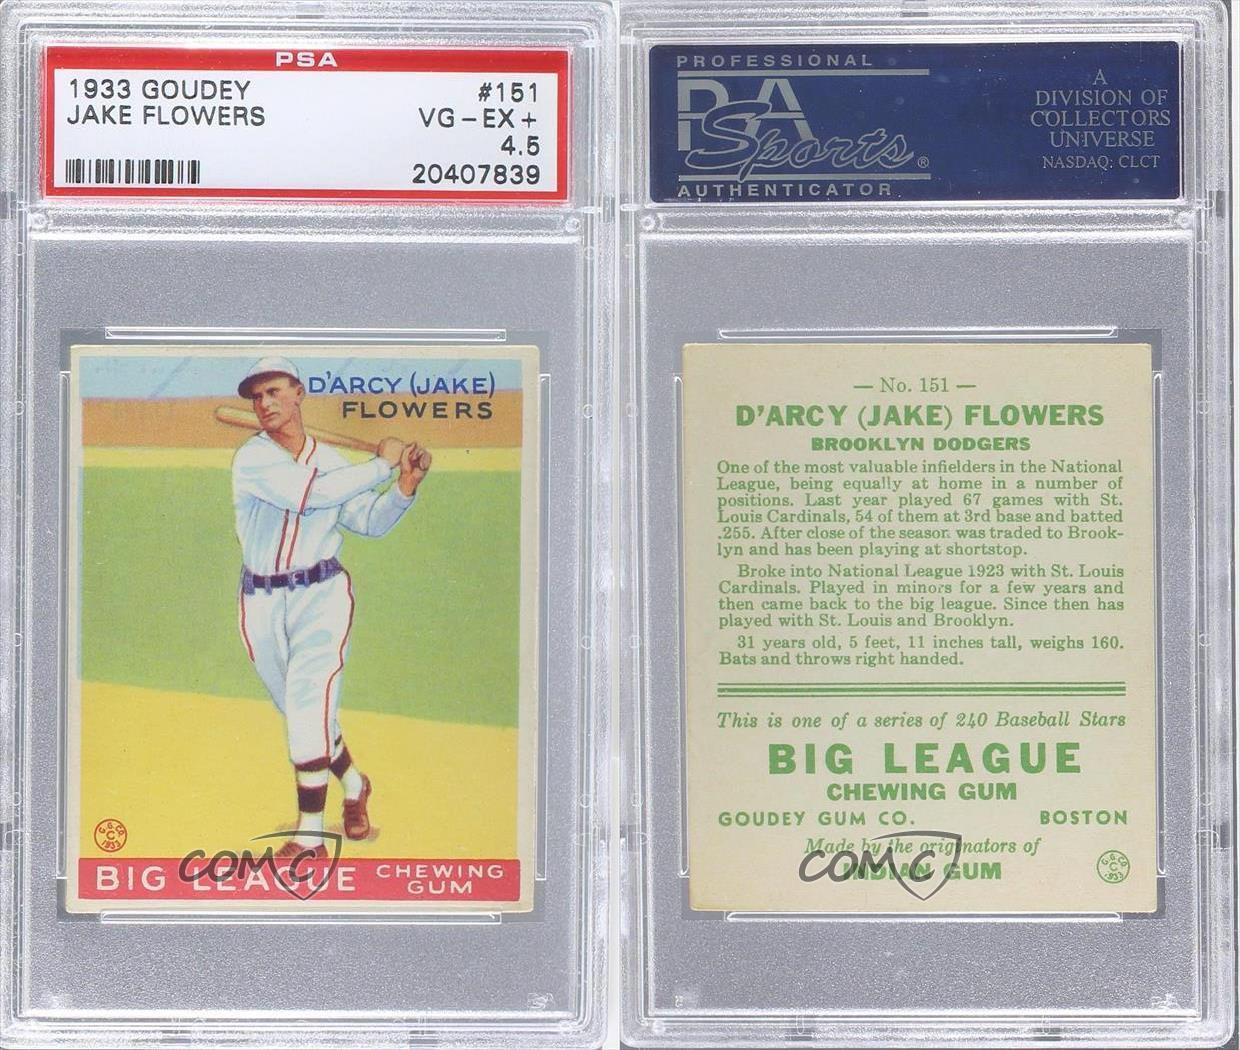 PSA
1933 GOUDEY #151
JAKE FLOWERS VG-EX+
4.5
20407839
D'ARCY (JAKE)
FLOWERS
G.G.CO.
C
1933
BIG LEAGUE CHEWING
GUM
COMC
PROFESSIONAL
PSA
Sports®
AUTHENTICATOR
A
DIVISION OF
COLLECTORS
UNIVERSE
NASDAQ: CLCT
— No. 151 —
D'ARCY (JAKE) FLOWERS
BROOKLYN DODGERS
One of the most valuable infielders in the National
League, being equally at home in a number of
positions. Last year played 67 games with St.
Louis Cardinals, 54 of them at 3rd base and batted
.255. After close of the season was traded to Brook-
lyn and has been playing at shortstop.
Broke into National League 1923 with St. Louis
Cardinals. Played in minors for a few years and
then came back to the big league. Since then has
played with St. Louis and Brooklyn.
31 years old, 5 feet, 11 inches tall, weighs 160.
Bats and throws right handed.
This is one of a series of 240 Baseball Stars
BIG LEAGUE
CHEWING GUM
GOUDEY GUM CO. BOSTON
Made by the originators of
INDIAN GUM
G.G.CO.
C
1933
COMC